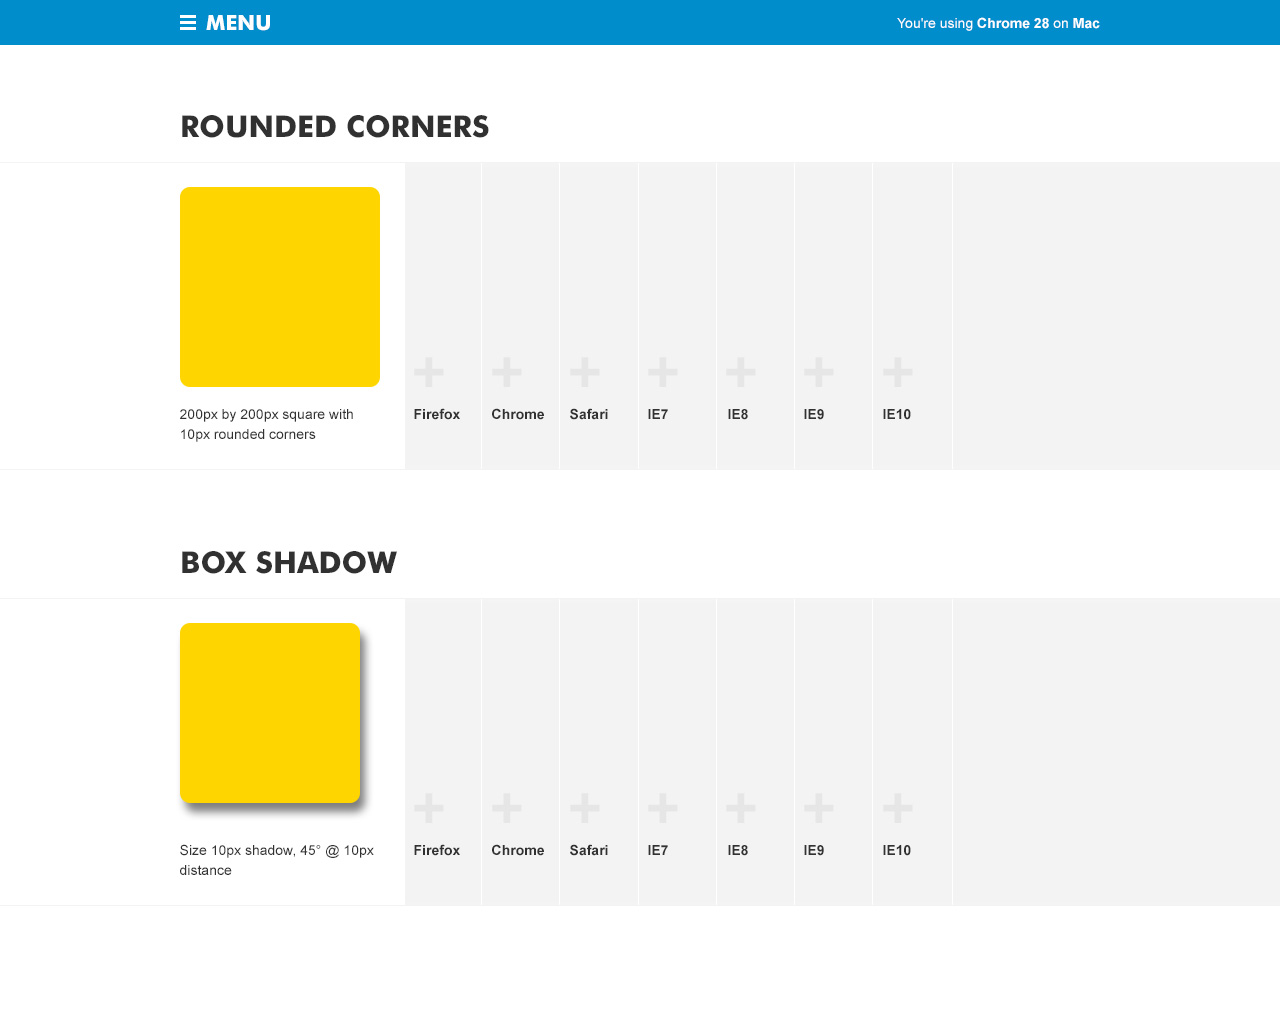 MENU
You're using Chrome 28 on Mac
ROUNDED CORNERS
200px by 200px square with
10px rounded corners
Firefox
Chrome
Safari
IE7
IE8
IE9
IE10
BOX SHADOW
Size 10px shadow, 45° @ 10px
distance
Firefox
Chrome
Safari
IE7
IE8
IE9
IE10